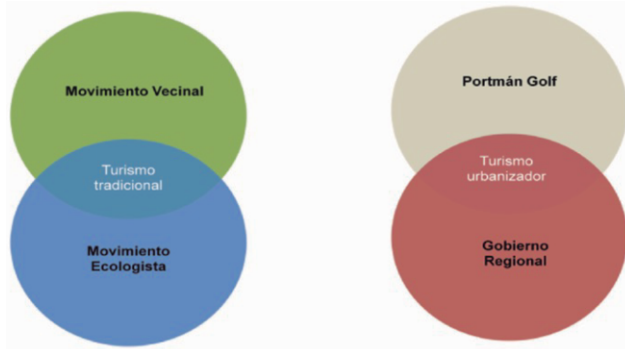 Movimiento Vecinal
Turismo
tradicional
Movimiento
Ecologista
Portmán Golf
Turismo
urbanizador
Gobierno
Regional